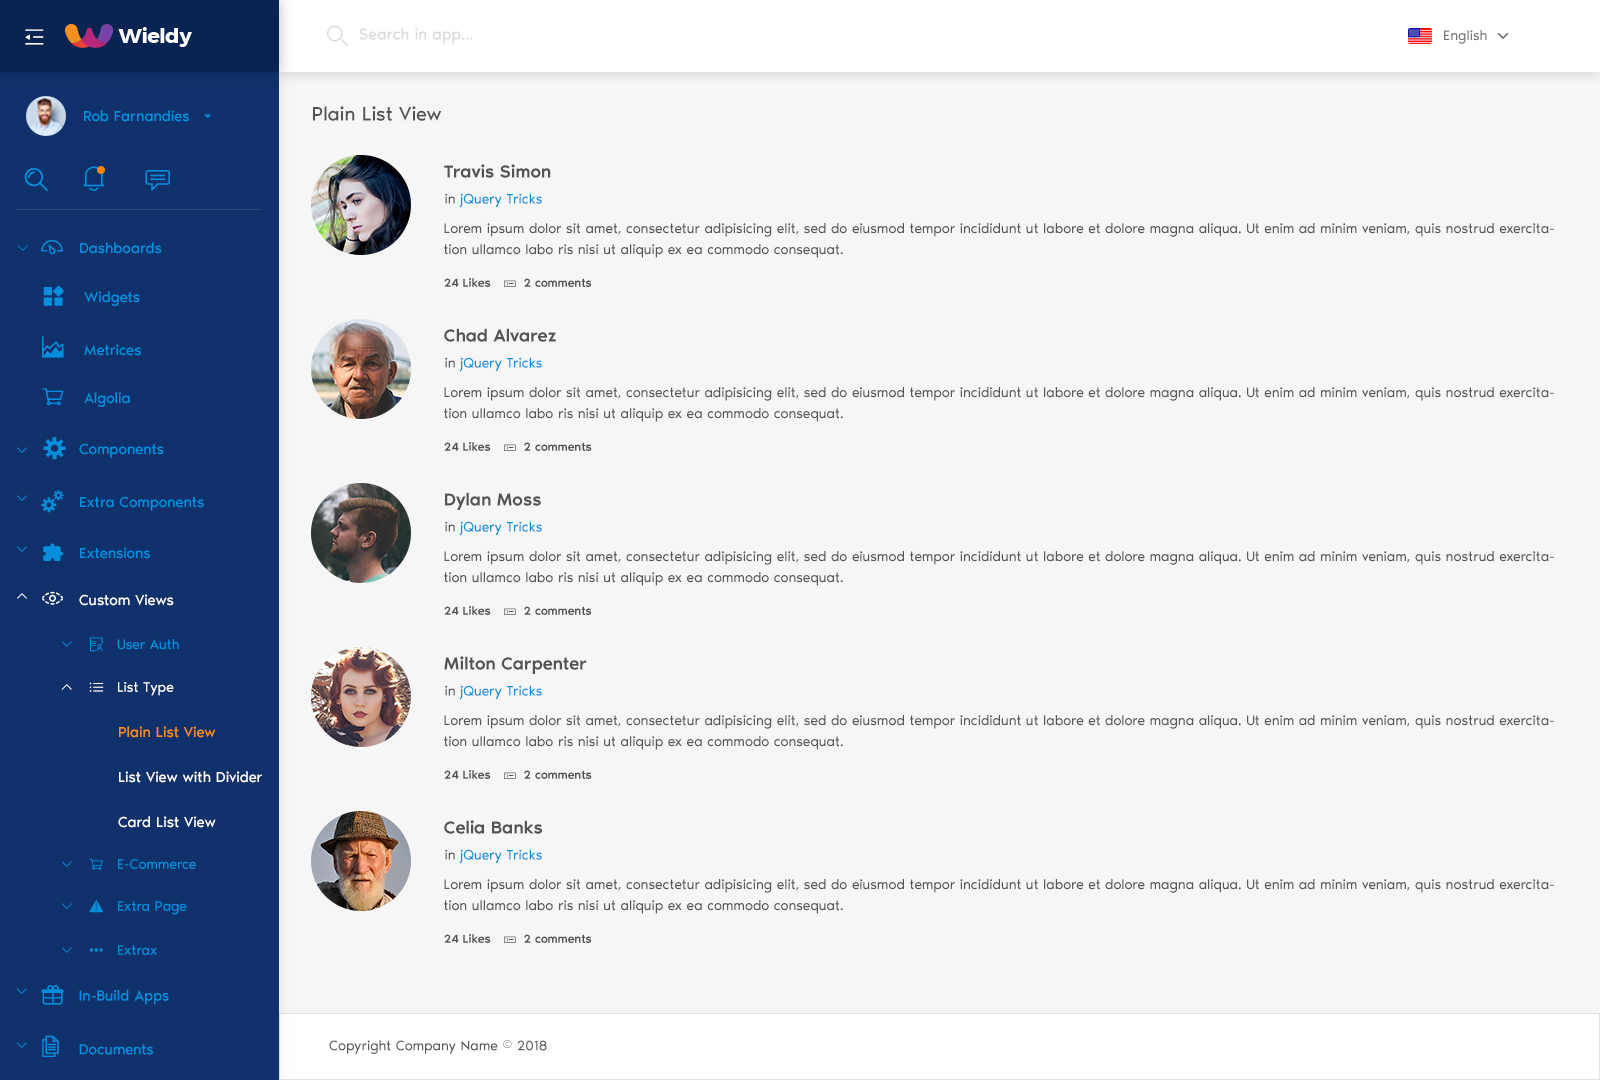 Wieldy
Search in app...
English
Rob Farnandies
Dashboards
Widgets
Metrices
Algolia
Components
Extra Components
Extensions
Custom Views
User Auth
List Type
Plain List View
List View with Divider
Card List View
E-Commerce
Extra Page
Extrax
In-Build Apps
Documents
Plain List View
Travis Simon
in jQuery Tricks
Lorem ipsum dolor sit amet, consectetur adipisicing elit, sed do eiusmod tempor incididunt ut labore et dolore magna aliqua. Ut enim ad minim veniam, quis nostrud exercita-
tion ullamco labo ris nisi ut aliquip ex ea commodo consequat.
24 Likes 2 comments
Chad Alvarez
in jQuery Tricks
Lorem ipsum dolor sit amet, consectetur adipisicing elit, sed do eiusmod tempor incididunt ut labore et dolore magna aliqua. Ut enim ad minim veniam, quis nostrud exercita-
tion ullamco labo ris nisi ut aliquip ex ea commodo consequat.
24 Likes 2 comments
Dylan Moss
in jQuery Tricks
Lorem ipsum dolor sit amet, consectetur adipisicing elit, sed do eiusmod tempor incididunt ut labore et dolore magna aliqua. Ut enim ad minim veniam, quis nostrud exercita-
tion ullamco labo ris nisi ut aliquip ex ea commodo consequat.
24 Likes 2 comments
Milton Carpenter
in jQuery Tricks
Lorem ipsum dolor sit amet, consectetur adipisicing elit, sed do eiusmod tempor incididunt ut labore et dolore magna aliqua. Ut enim ad minim veniam, quis nostrud exercita-
tion ullamco labo ris nisi ut aliquip ex ea commodo consequat.
24 Likes 2 comments
Celia Banks
in jQuery Tricks
Lorem ipsum dolor sit amet, consectetur adipisicing elit, sed do eiusmod tempor incididunt ut labore et dolore magna aliqua. Ut enim ad minim veniam, quis nostrud exercita-
tion ullamco labo ris nisi ut aliquip ex ea commodo consequat.
24 Likes 2 comments
Copyright Company Name © 2018